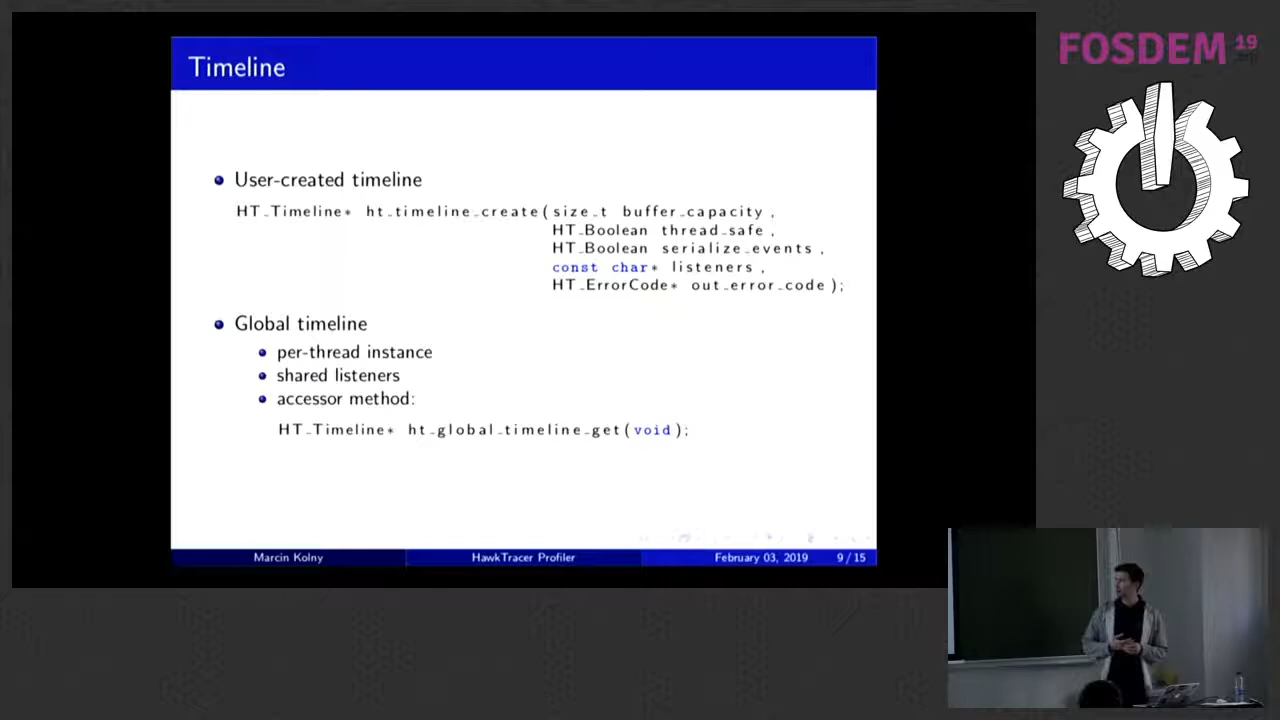 Timeline
User-created timeline
HT_Timeline* ht_timeline_create(size_t buffer_capacity,
HT_Boolean thread_safe,
HT_Boolean serialize_events,
const char* listeners,
HT_ErrorCode* out_error_code);
Global timeline
per-thread instance
shared listeners
accessor method:
HT_Timeline* ht_global_timeline_get(void);
Marcin Kolny HawkTracer Profiler February 03, 2019 9 / 15
FOSDEM 19